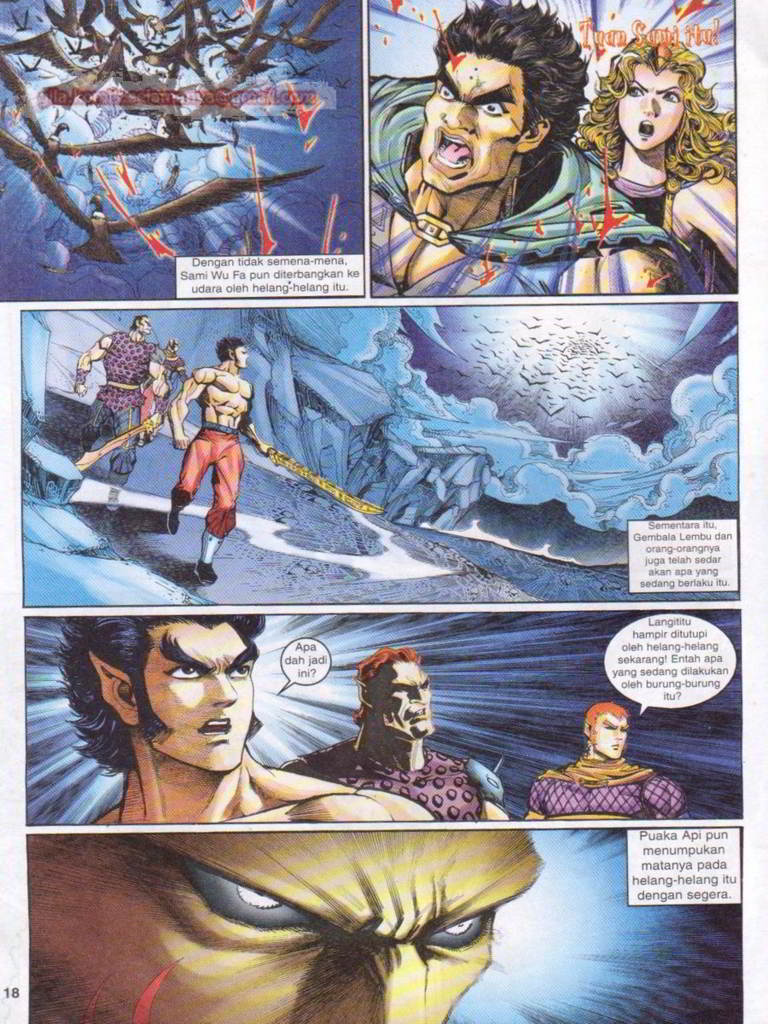 Tuan Sami itu!
Dengan tidak semena-mena,
Sami Wu Fa pun diterbangkan ke
udara oleh helang-helang itu.
Sementara itu,
Gembala Lembu dan
orang-orangnya
juga telah sedar
akan apa yang
sedang berlaku itu.
Apa
dah jadi
ini?
Langititu
hampir ditutupi
oleh helang-helang
sekarang! Entah apa
yang sedang dilakukan
oleh burung-burung
itu?
Puaka Api pun
menumpukan
matanya pada
helang-helang itu
dengan segera.
18